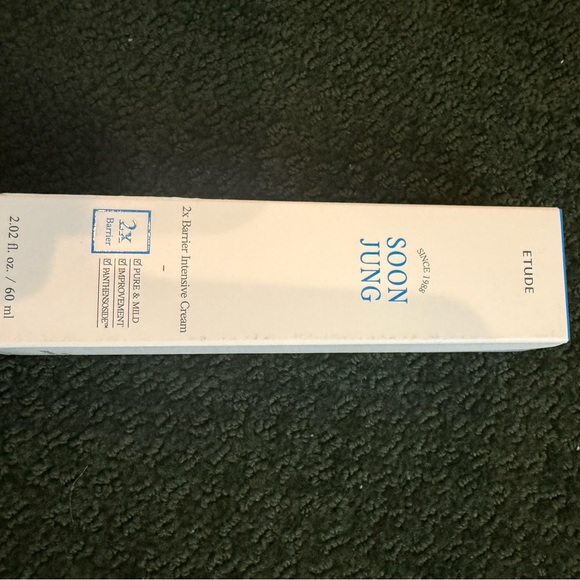 ETUDE
SINCE 1989
SOON
JUNG
2x Barrier Intensive Cream
2x
Barrier
PURE & MILD
IMPROVEMENT
PANTHENSOSIDE™
2.02 fl. oz. / 60 ml